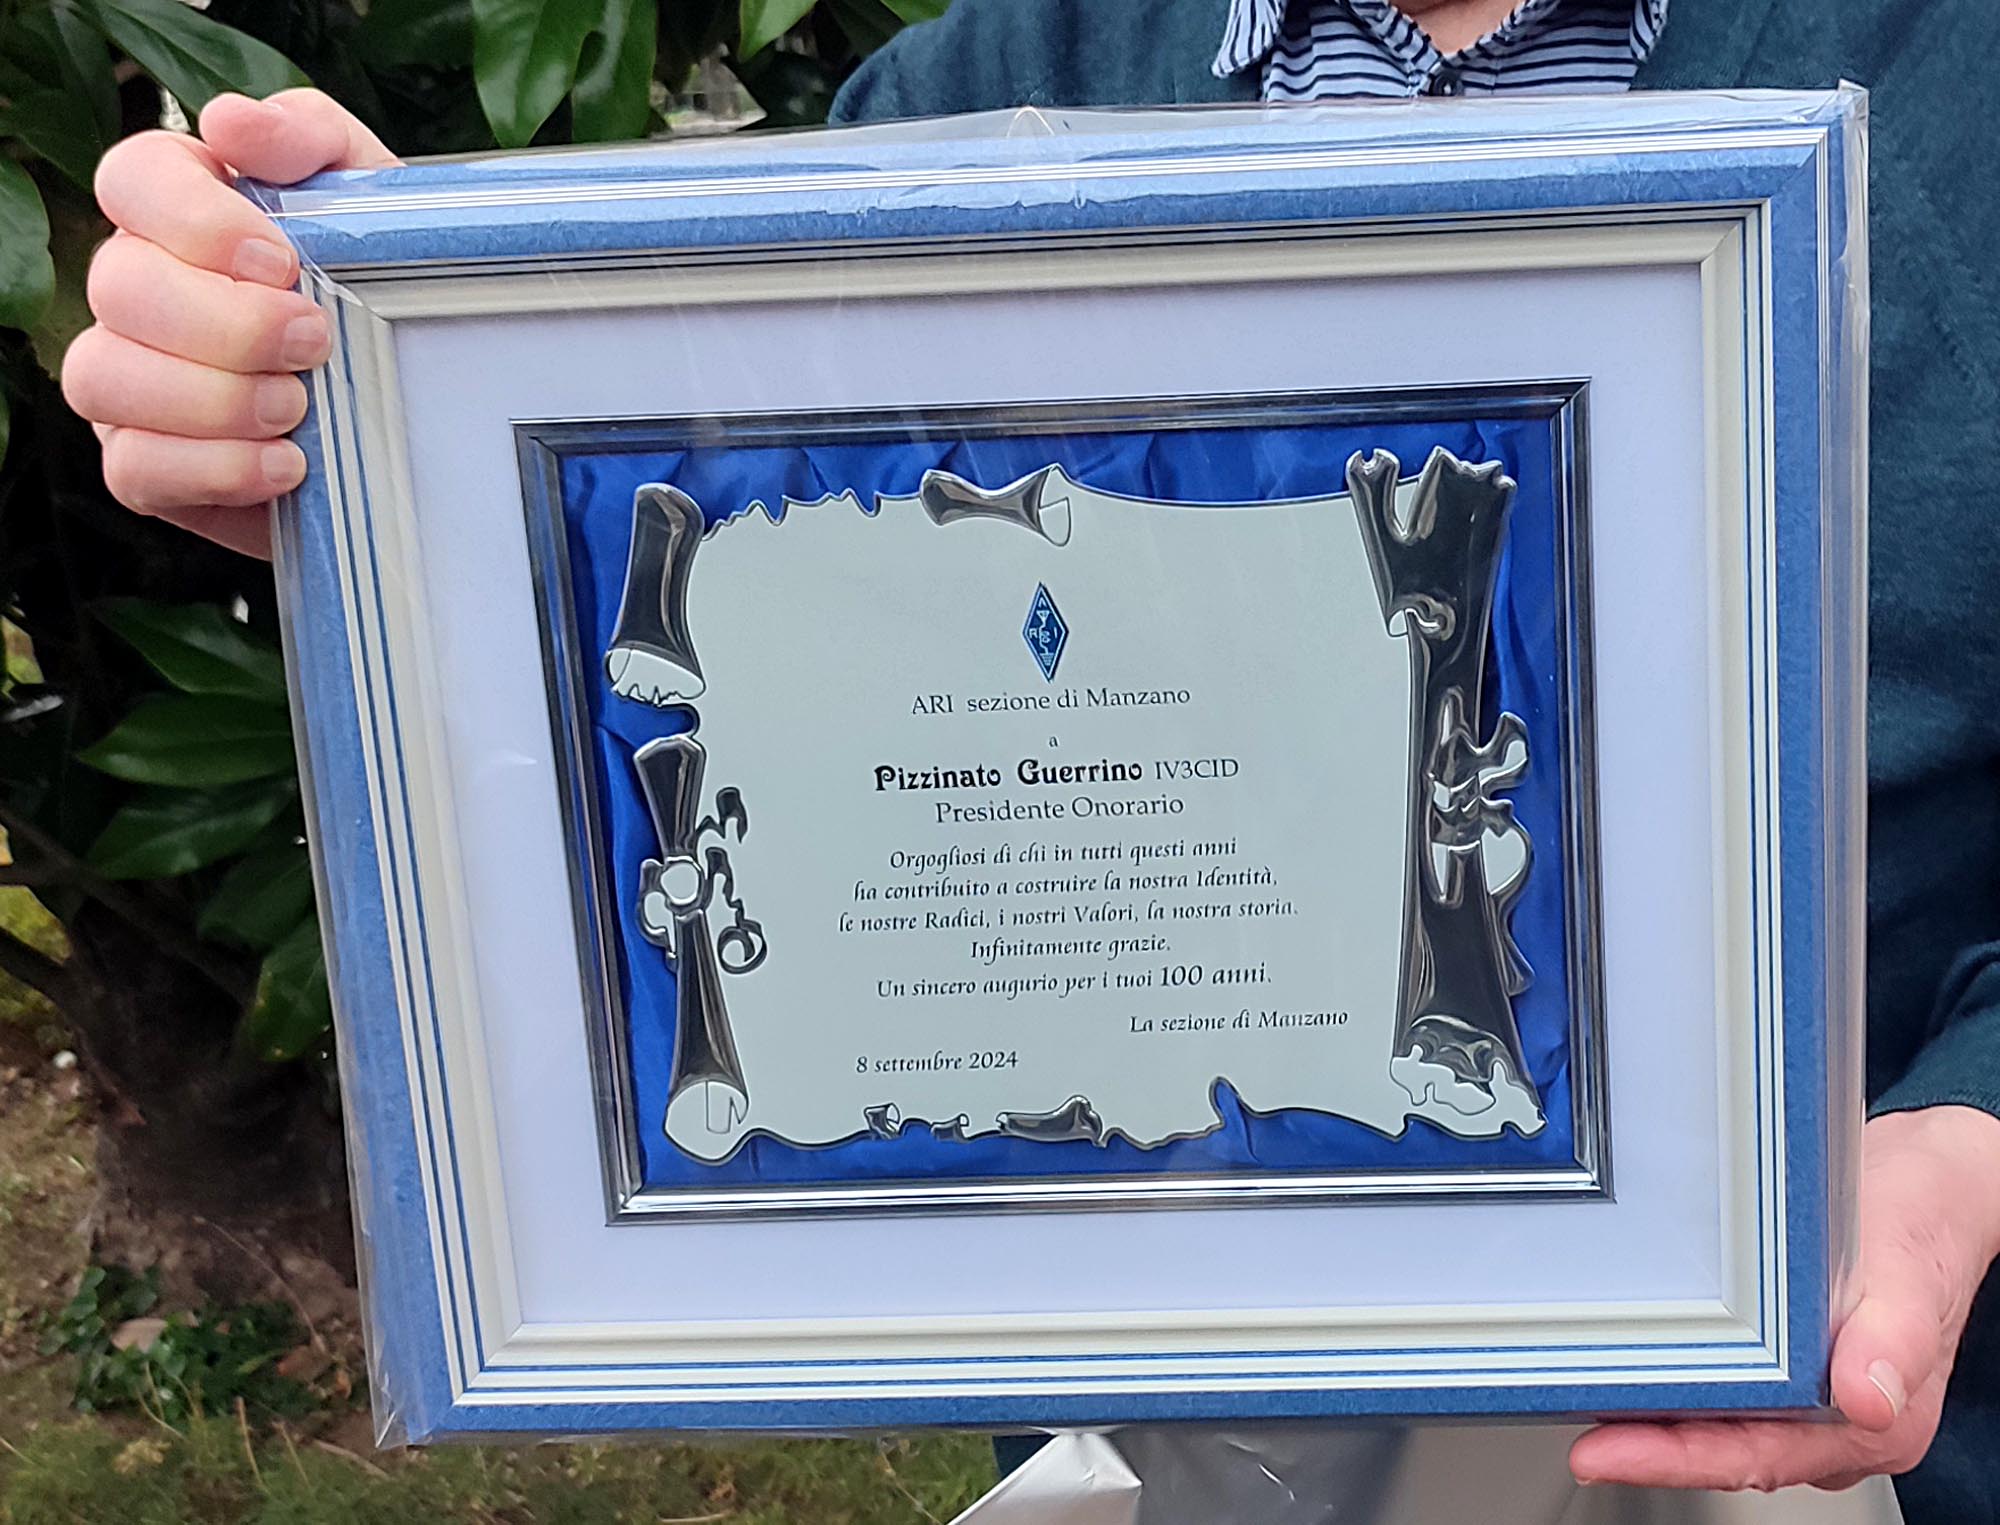 A
R I
ARI sezione di Manzano
a
Pizzinato Guerrino IV3CID
Presidente Onorario
Orgogliosi di chi in tutti questi anni
ha contribuito a costruire la nostra Identità,
le nostre Radici, i nostri Valori, la nostra storia.
Infinitamente grazie.
Un sincero augurio per i tuoi 100 anni.
La sezione di Manzano
8 settembre 2024